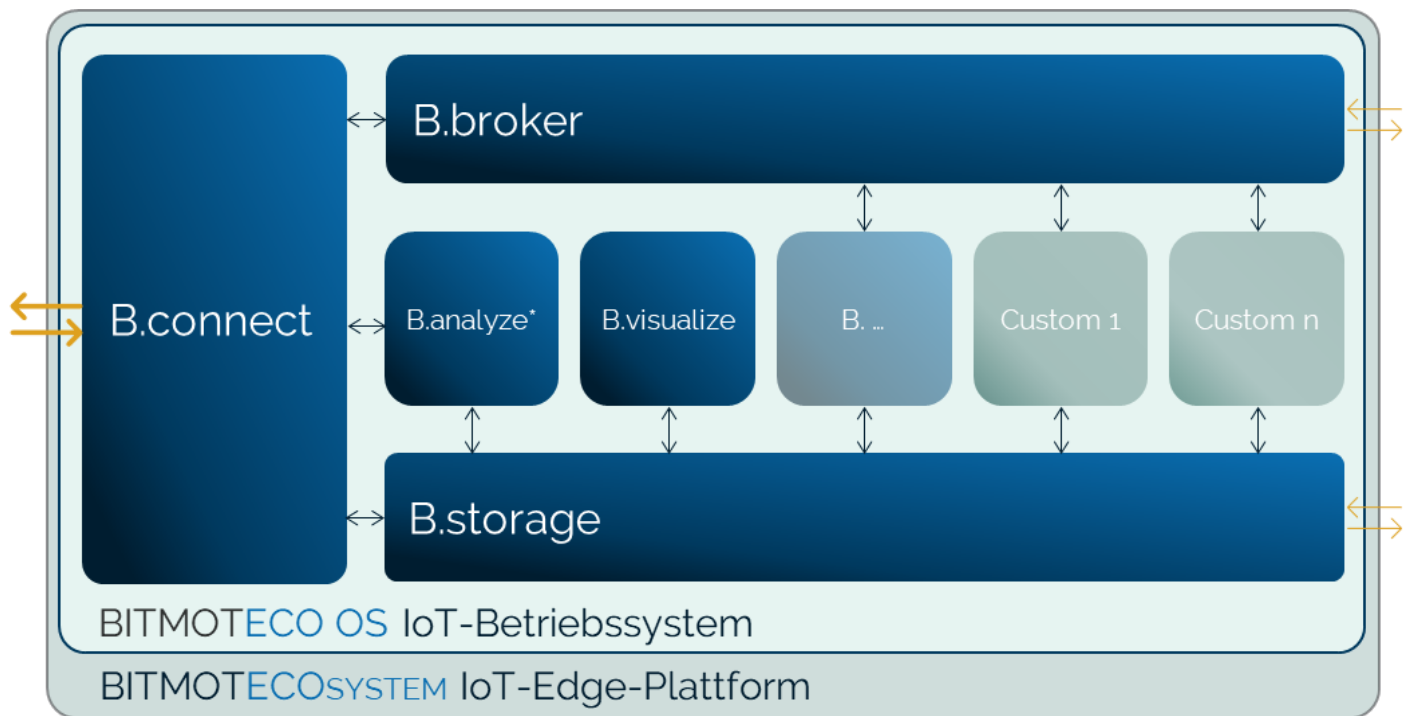 B.broker
B.connect
B.analyze*
B.visualize
B. ...
Custom 1
Custom n
B.storage
BITMOTECO OS IoT-Betriebssystem
BITMOTECOSYSTEM IoT-Edge-Plattform